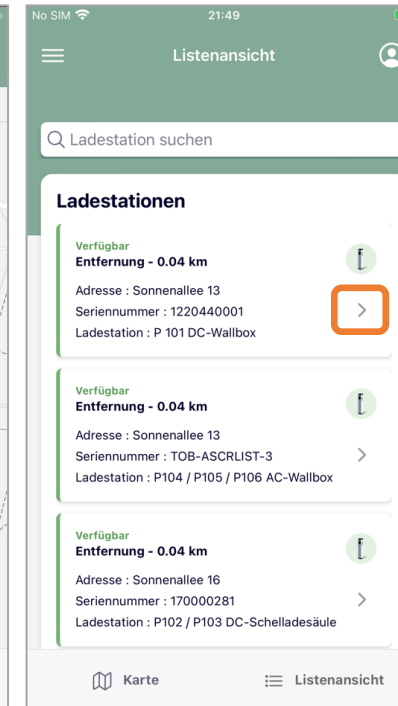 No SIM 21:49
Listenansicht
Ladestation suchen
Ladestationen
Verfügbar
Entfernung - 0.04 km
Adresse : Sonnenallee 13
Seriennummer : 1220440001
Ladestation : P 101 DC-Wallbox
Verfügbar
Entfernung - 0.04 km
Adresse : Sonnenallee 13
Seriennummer : TOB-ASCRLIST-3
Ladestation : P104 / P105 / P106 AC-Wallbox
Verfügbar
Entfernung - 0.04 km
Adresse : Sonnenallee 16
Seriennummer : 170000281
Ladestation : P102 / P103 DC-Schelladesäule
Karte Listenansicht